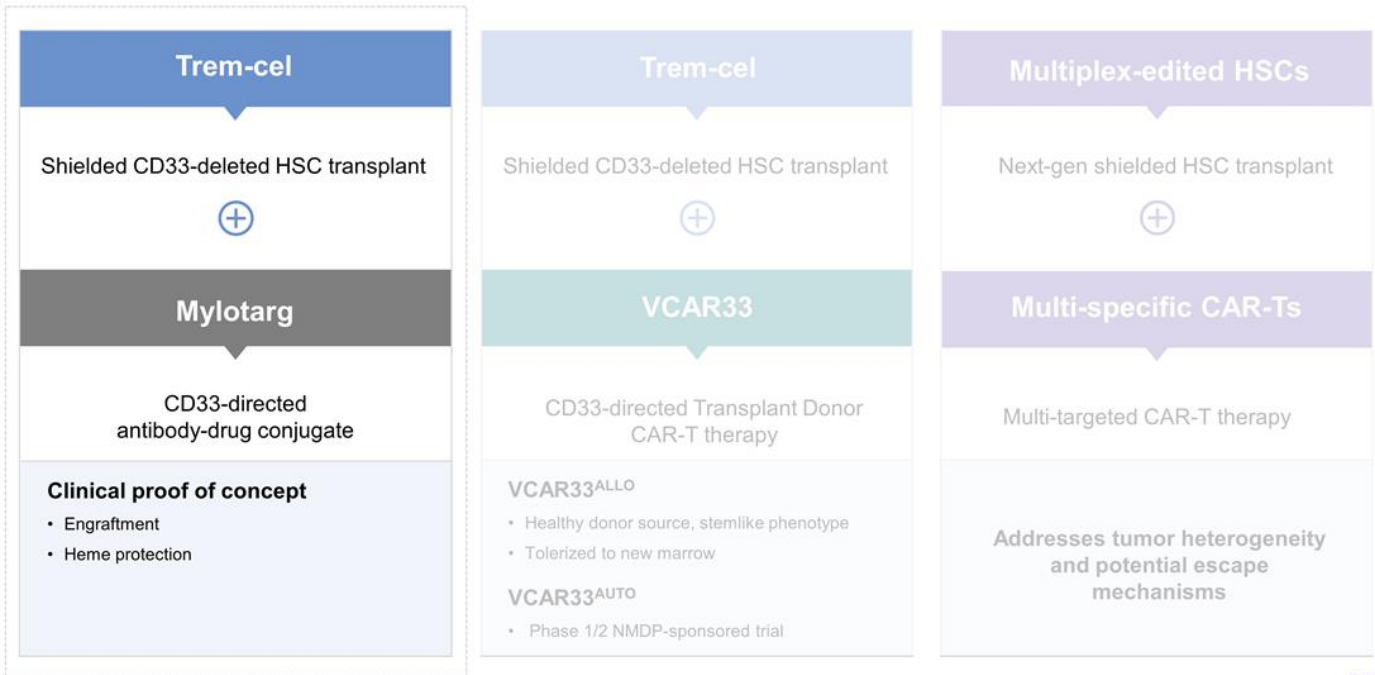 Trem-cel
Shielded CD33-deleted HSC transplant
Mylotarg
CD33-directed
antibody-drug conjugate
Clinical proof of concept
• Engraftment
• Heme protection
Trem-cel
Shielded CD33-deleted HSC transplant
VCAR33
CD33-directed Transplant Donor
CAR-T therapy
VCAR33ALLO
• Healthy donor source, stemlike phenotype
• Tolerized to new marrow
VCAR33AUTO
• Phase 1/2 NMDP-sponsored trial
Multiplex-edited HSCs
Next-gen shielded HSC transplant
Multi-specific CAR-Ts
Multi-targeted CAR-T therapy
Addresses tumor heterogeneity
and potential escape
mechanisms